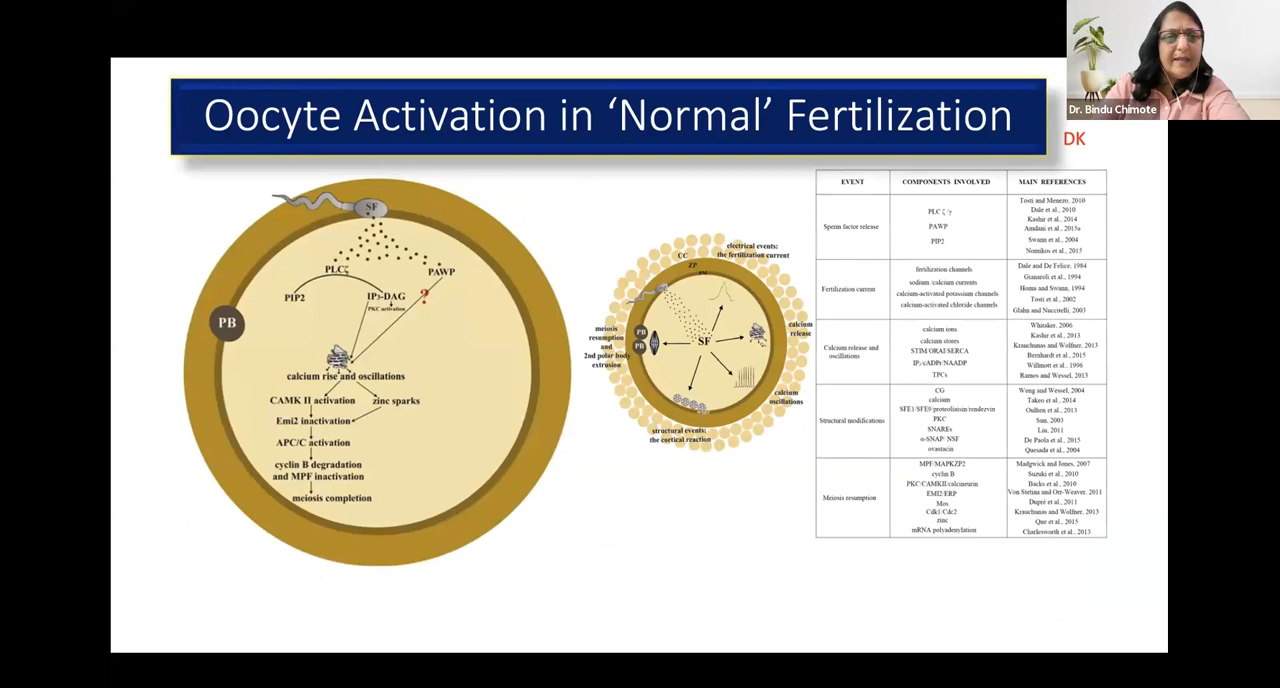 Dr. Bindu Chimote
Oocyte Activation in ‘Normal’ Fertilization
DK
SF
PLCζ
PAWP
PIP2
IP3-DAG
?
PKC activation
PB
calcium rise and oscillations
CAMK II activation
zinc sparks
Emi2 inactivation
APC/C activation
cyclin B degradation
and MPF inactivation
meiosis completion
electrical events:
the fertilization current
CC
ZP
calcium
release
meiosis
resumption
and
2nd polar body
extrusion
PB
PB
SF
calcium
oscillations
structural events:
the cortical reaction
EVENT COMPONENTS INVOLVED MAIN REFERENCES
Sperm factor release
PLC ζ /γ
PAWP
PIP2
Tosti and Menezo, 2010
Dale et al., 2010
Kashir et al., 2014
Amdani et al., 2015a
Swann et al., 2004
Nomikos et al., 2015
Fertilization current
fertilization channels
sodium /calcium currents
calcium-activated potassium channels
calcium-activated chloride channels
Dale and De Felice, 1984
Gianaroli et al., 1994
Homa and Swann, 1994
Tosti et al., 2002
Glahn and Nuccitelli, 2003
Calcium release and
oscillations
calcium ions
calcium stores
STIM/ORAI/SERCA
IP3/cADPr/NAADP
TPCs
Whitaker, 2006
Kashir et al., 2013
Krauchunas and Wolfner, 2013
Bernhardt et al., 2015
Willmott et al., 1996
Ramos and Wessel, 2013
Structural modifications
CG
calcium
SFE1/SFE9/proteoliaisin/rendezvin
PKC
SNAREs
α-SNAP/ NSF
ovastacin
Wong and Wessel, 2004
Takeo et al., 2014
Oulhen et al., 2013
Sun, 2003
Liu, 2011
De Paola et al., 2015
Quesada et al., 2004
Meiosis resumption
MPF/MAPKZP2
cyclin B
PKC/CAMKII/calcineurin
EMI2/ERP
Mos
Cdk1/Cdc2
zinc
mRNA polyadenylation
Madgwick and Jones, 2007
Suzuki et al., 2010
Backs et al., 2010
Von Stetina and Orr-Weaver, 2011
Dupré et al., 2011
Krauchunas and Wolfner, 2013
Que et al., 2015
Charlesworth et al., 2013